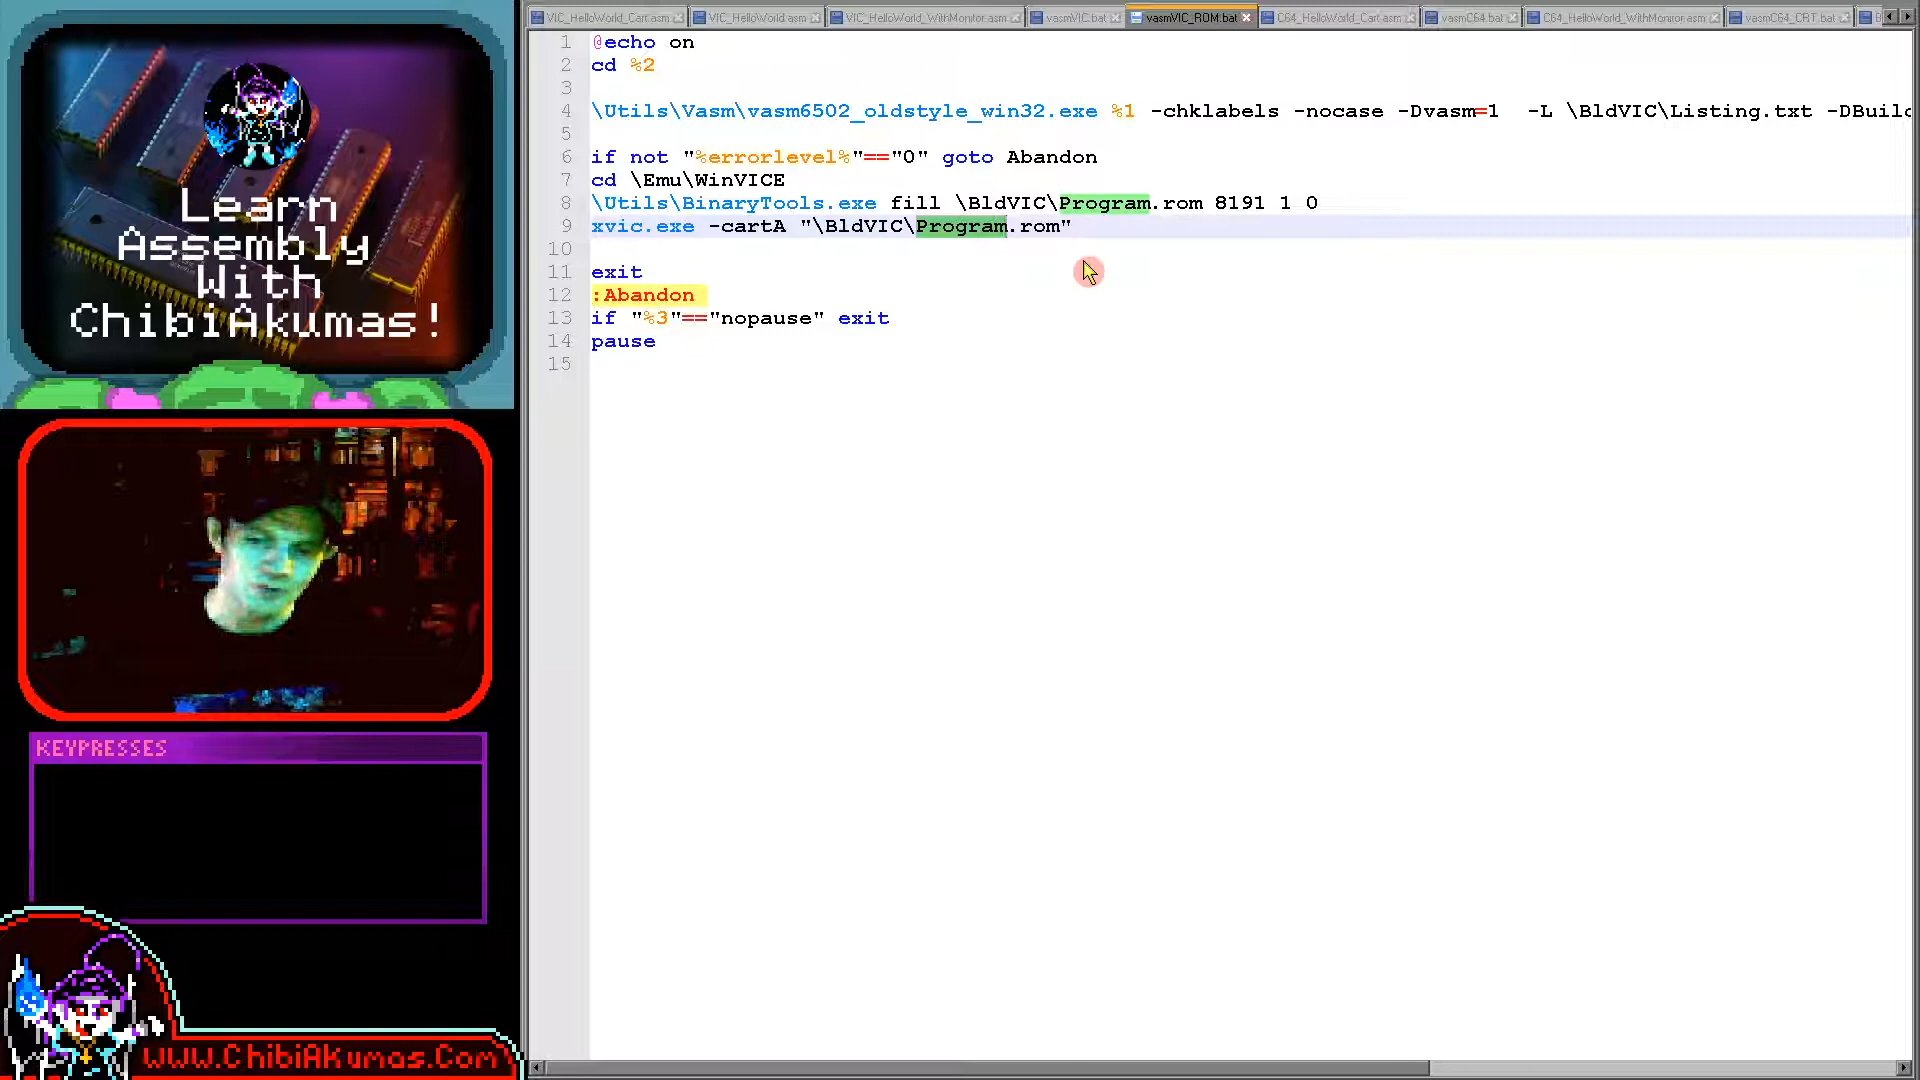 VIC_HelloWorld_Cart.asm
VIC_HelloWorld.asm
VIC_HelloWorld_WithMonitor.asm
vasmVIC.bat
vasmVIC_ROM.bat
C64_HelloWorld_Cart.asm
vasmC64.bat
C64_HelloWorld_WithMonitor.asm
vasmC64_CRT.bat
1 @echo on
2 cd %2
3
4 \Utils\Vasm\vasm6502_oldstyle_win32.exe %1 -chklabels -nocase -Dvasm=1  -L \BldVIC\Listing.txt -DBuild
5
6 if not "%errorlevel%"=="0" goto Abandon
7 cd \Emu\WinVICE
8 \Utils\BinaryTools.exe fill \BldVIC\Program.rom 8191 1 0
9 xvic.exe -cartA "\BldVIC\Program.rom"
10
11 exit
12 :Abandon
13 if "%3"=="nopause" exit
14 pause
15
Learn
Assembly
With
ChibiAkumas!
KEYPRESSES
WWW.ChibiAkumas.Com